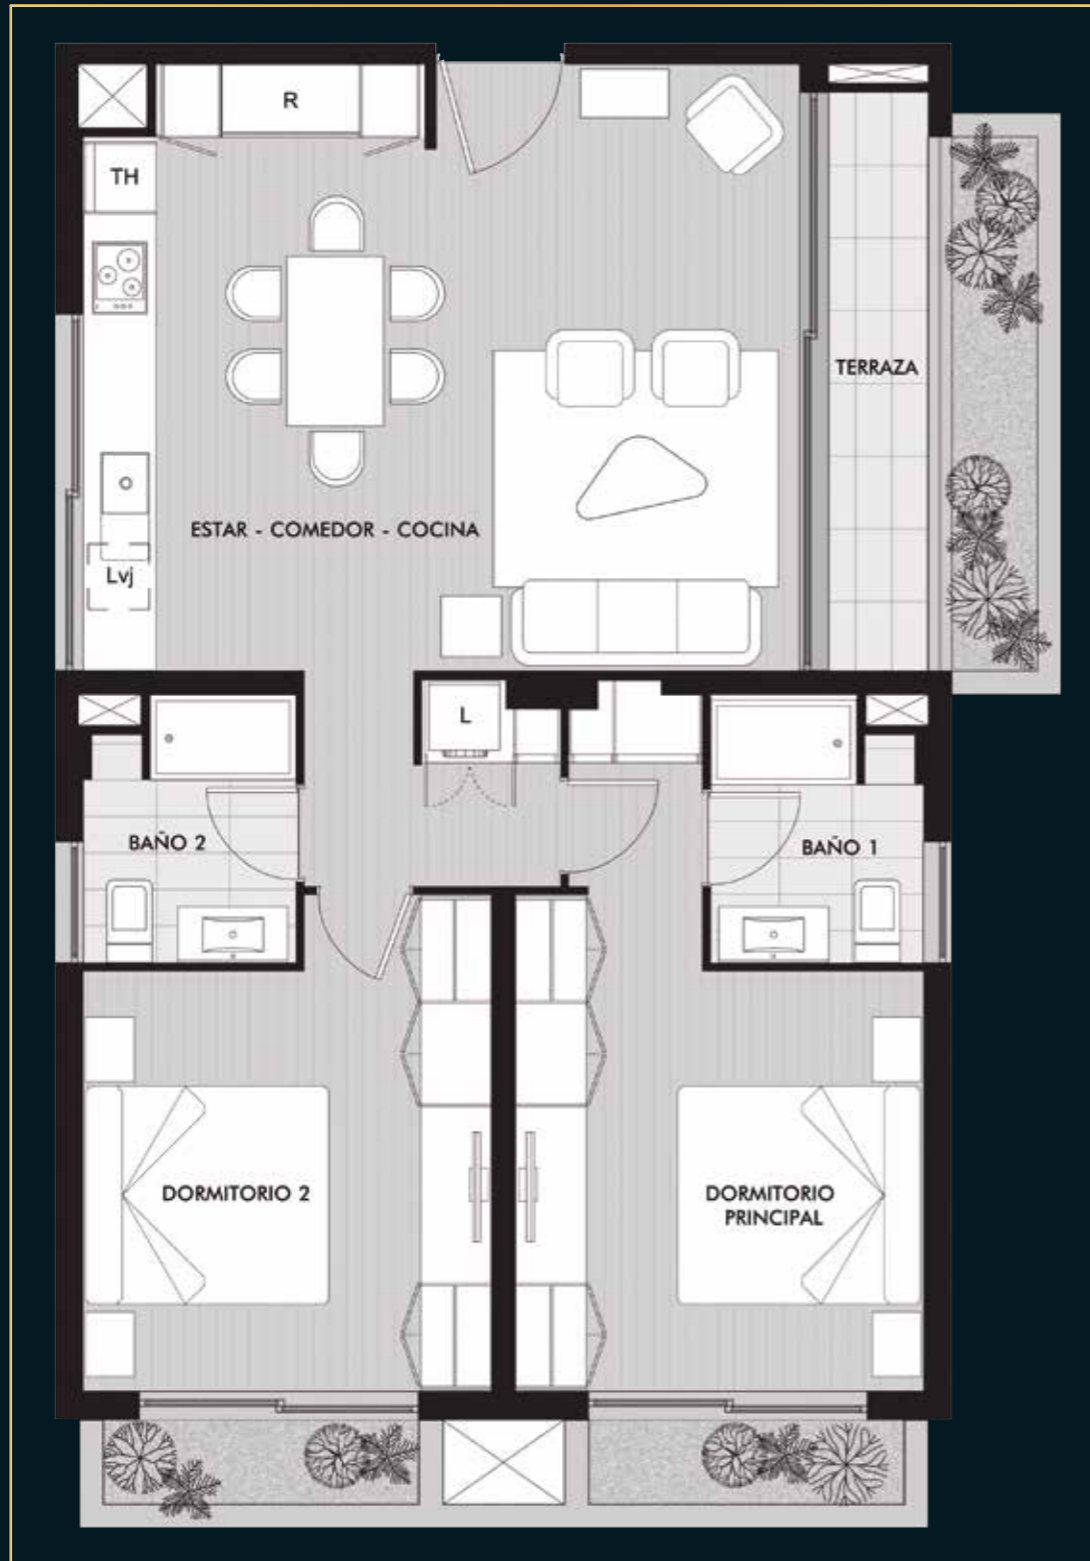 R
TH
TERRAZA
ESTAR - COMEDOR - COCINA
Lvj
L
BAÑO 2
BAÑO 1
DORMITORIO 2
DORMITORIO
PRINCIPAL